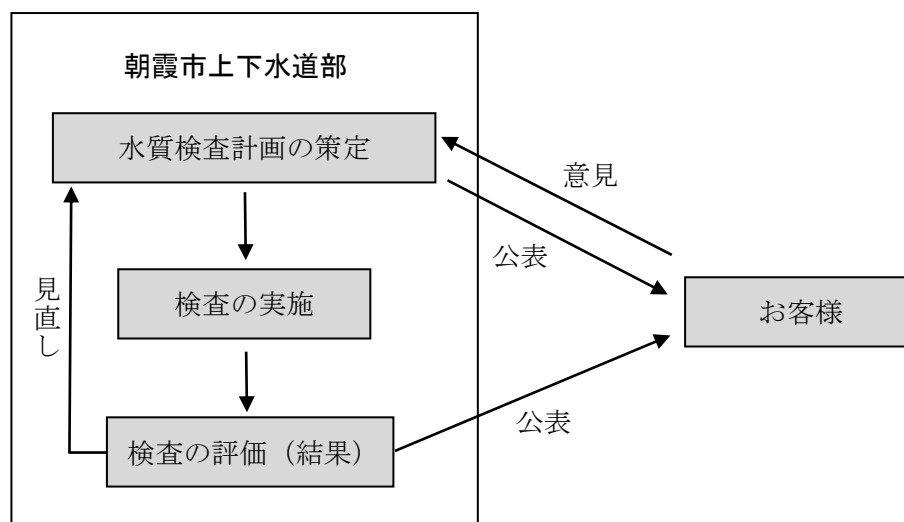 朝霞市上下水道部
水質検査計画の策定
意見
公表
検査の実施
お客様
見直し
検査の評価（結果）
公表